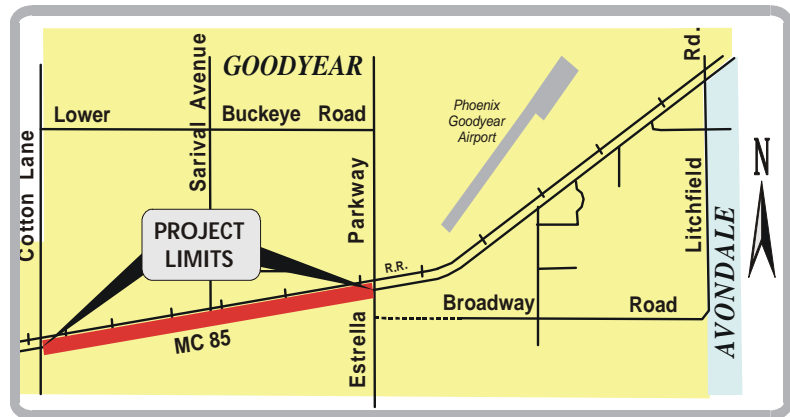 GOODYEAR
Rd.
Lower
Buckeye Road
Sarival Avenue
Phoenix
Goodyear
Airport
N
Cotton Lane
Parkway
Litchfield
PROJECT
LIMITS
AVONDALE
R.R.
Broadway
Road
MC 85
Estrella